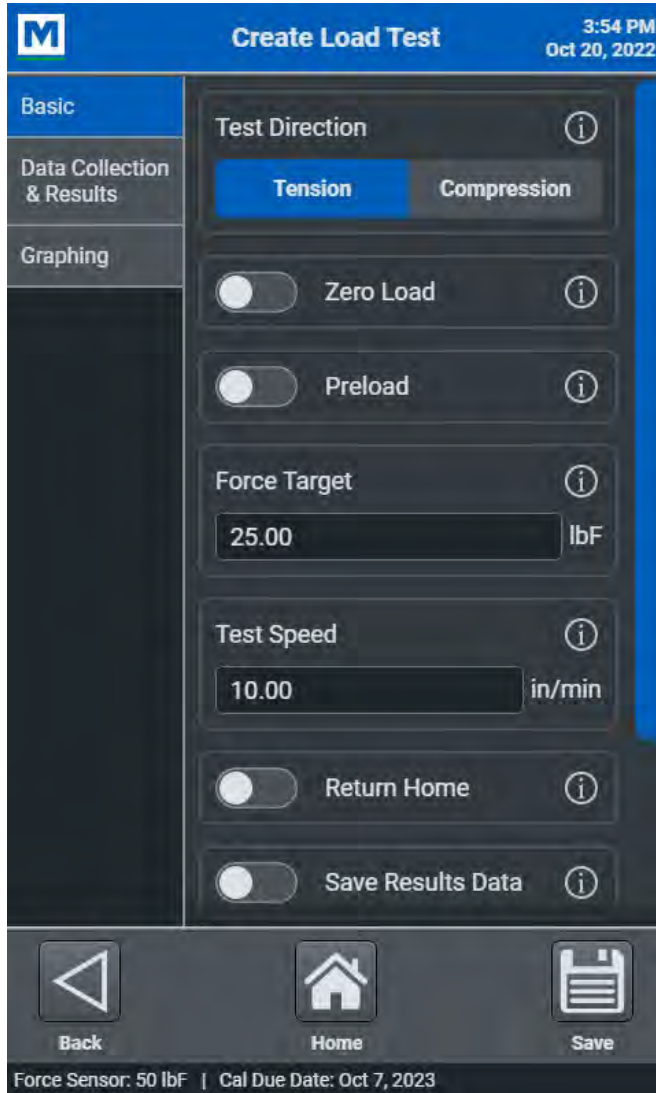 M
Create Load Test
3:54 PM
Oct 20, 2022
Basic
Data Collection
& Results
Graphing
Test Direction
Tension
Compression
Zero Load
Preload
Force Target
25.00
lbF
Test Speed
10.00
in/min
Return Home
Save Results Data
Back
Home
Save
Force Sensor: 50 lbF | Cal Due Date: Oct 7, 2023